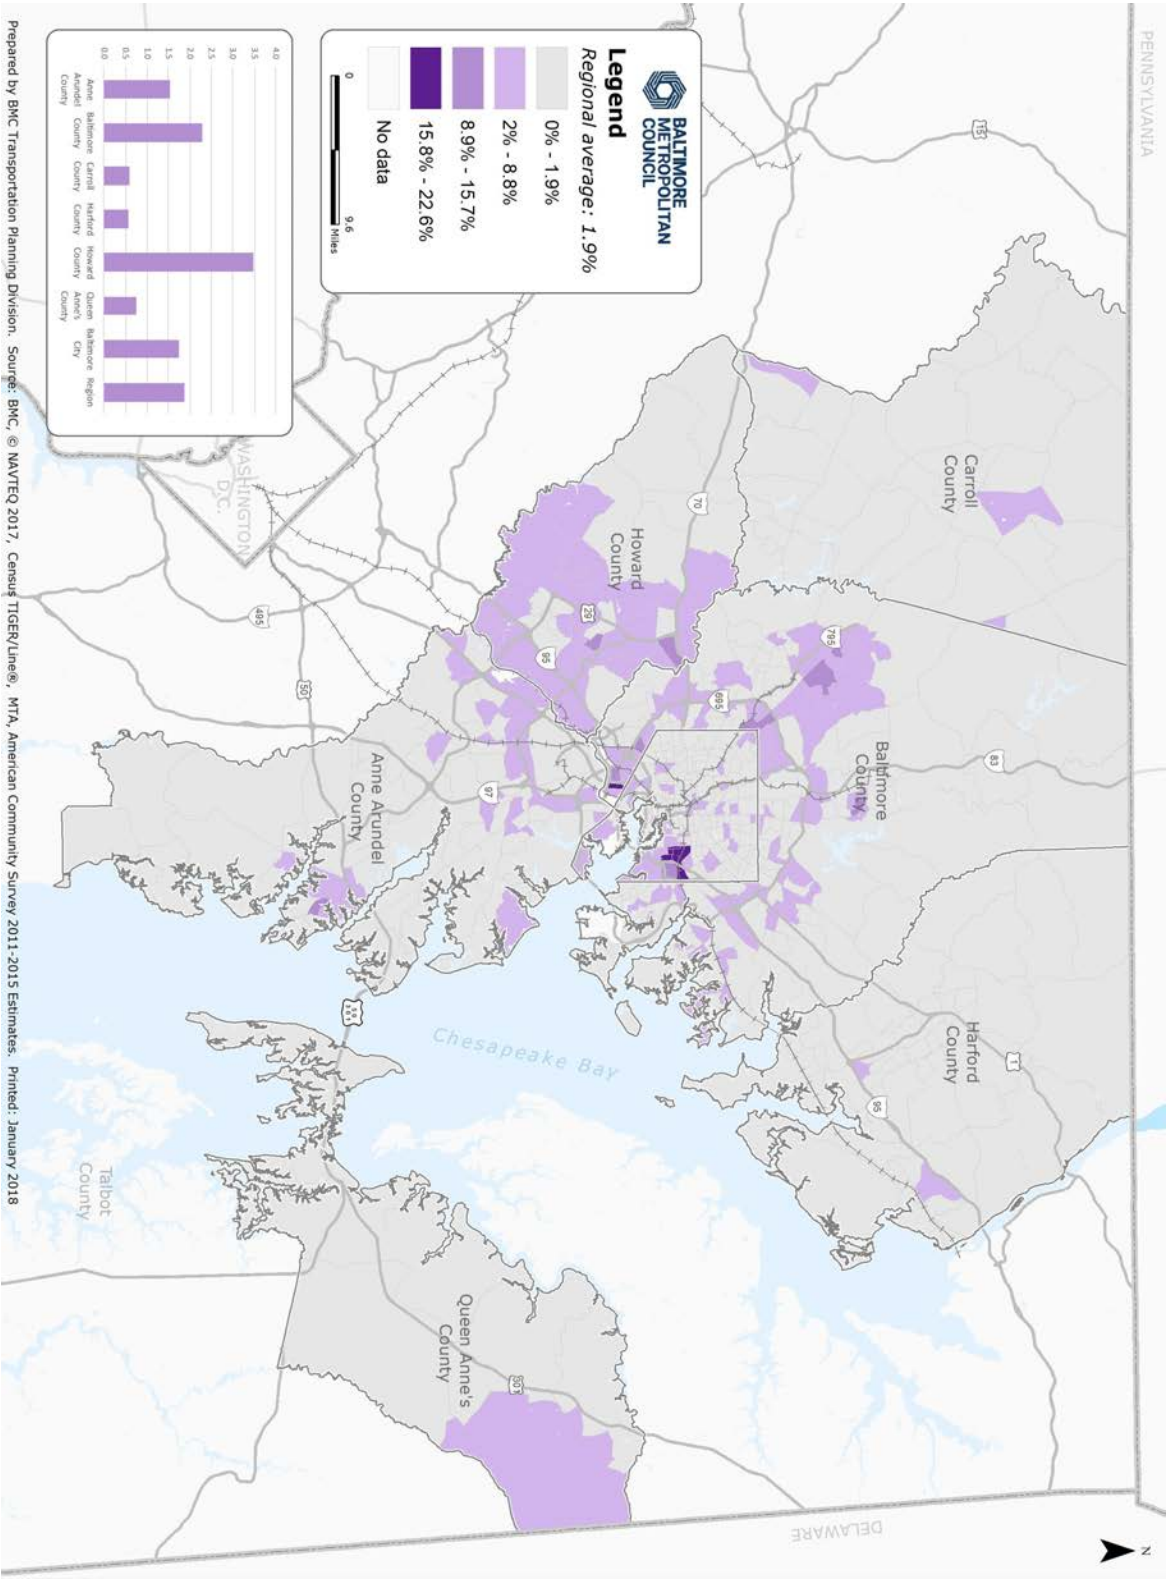 PENNSYLVANIA
15
BALTIMORE
METROPOLITAN
COUNCIL
Legend
Regional average: 1.9%
0% - 1.9%
2% - 8.8%
8.9% - 15.7%
15.8% - 22.6%
No data
0 9.6
Miles
4.0
3.5
3.0
2.5
2.0
1.5
1.0
0.5
0.0
Anne
Arundel
County
Baltimore
County
Carroll
County
Harford
County
Howard
County
Queen
Anne's
County
Baltimore
City
Region
Carroll
County
Baltimore
County
Harford
County
Howard
County
Anne Arundel
County
Queen Anne's
County
Talbot
County
WASHINGTON
D.C.
Chesapeake Bay
DELAWARE
70
29
95
795
695
83
1
95
97
495
50
301
N
Prepared by BMC Transportation Planning Division. Source: BMC, © NAVTEQ 2017, Census TIGER/Line®, MTA, American Community Survey 2011-2015 Estimates. Printed: January 2018